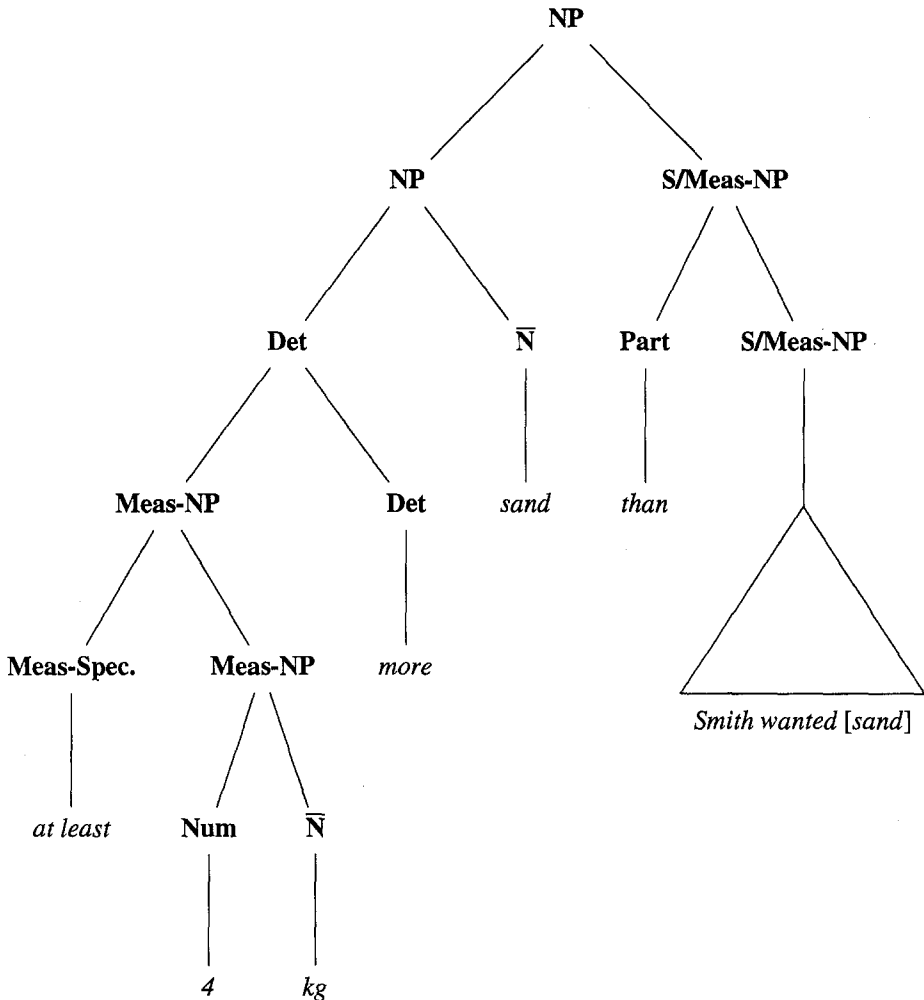 NP
NP S/Meas-NP
Det N̅ Part S/Meas-NP
Meas-NP Det sand than
Meas-Spec. Meas-NP more
Smith wanted [sand]
at least Num N̅
4 kg